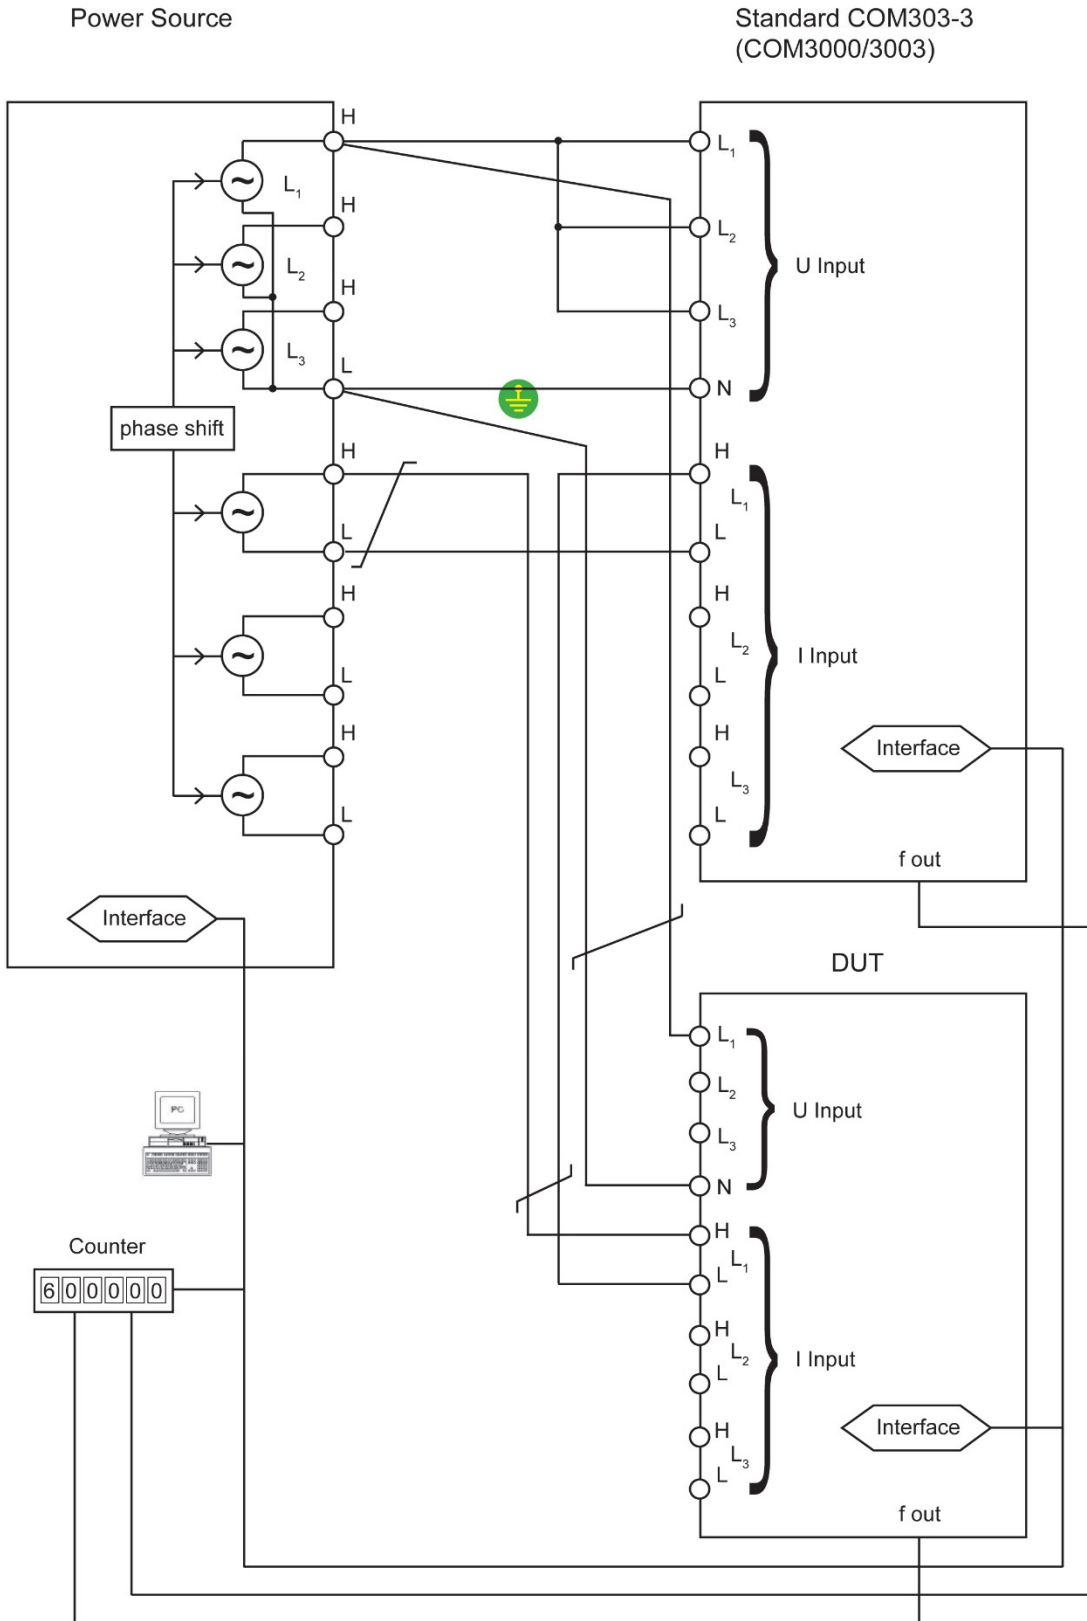 Power Source
H
L1
H
L2
H
L3
L
phase shift
H
L
H
L
H
L
Interface
PC
Counter
600000
Standard COM303-3
(COM3000/3003)
L1
L2
U Input
L3
N
H
L1
L
H
L2
I Input
L
H
Interface
L3
L
f out
DUT
L1
L2
U Input
L3
N
H
L1
L
H
L2
I Input
L
H
Interface
L3
L
f out